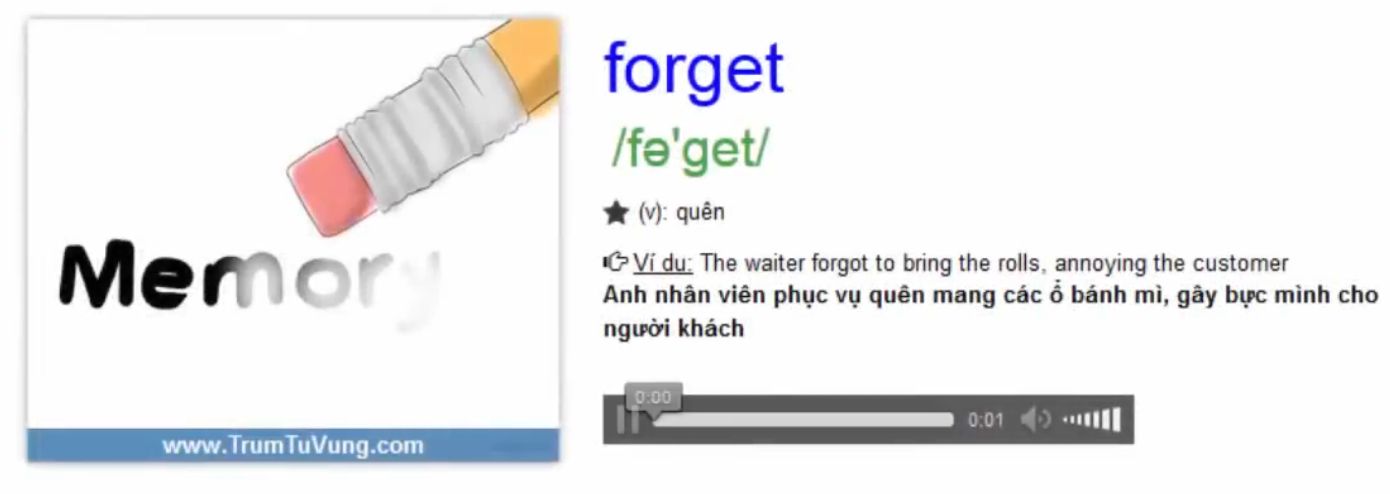 Memory
www.TrumTuVung.com
forget
/fə'get/
★ (v): quên
Ví dụ: The waiter forgot to bring the rolls, annoying the customer
Anh nhân viên phục vụ quên mang các ổ bánh mì, gây bực mình cho
người khách
0:00
0:01